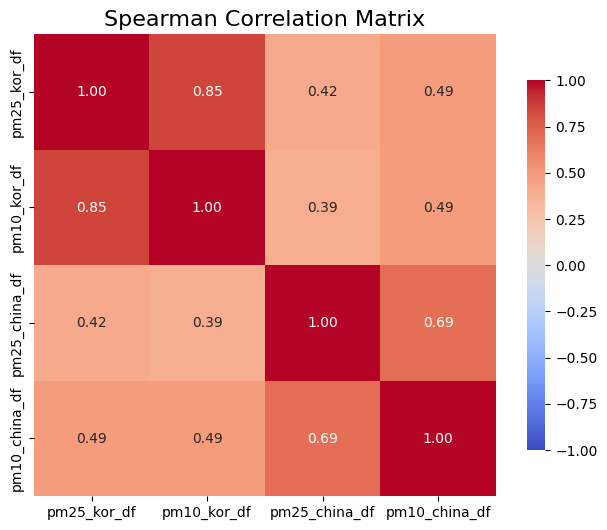 Spearman Correlation Matrix
pm25_kor_df
1.00 0.85 0.42 0.49
pm10_kor_df
0.85 1.00 0.39 0.49
pm25_china_df
0.42 0.39 1.00 0.69
pm10_china_df
0.49 0.49 0.69 1.00
pm25_kor_df pm10_kor_df pm25_china_df pm10_china_df
1.00
0.75
0.50
0.25
0.00
−0.25
−0.50
−0.75
−1.00